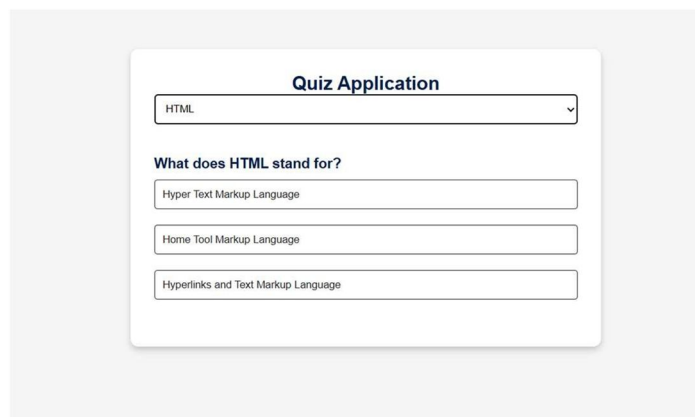 Quiz Application
HTML
What does HTML stand for?
Hyper Text Markup Language
Home Tool Markup Language
Hyperlinks and Text Markup Language